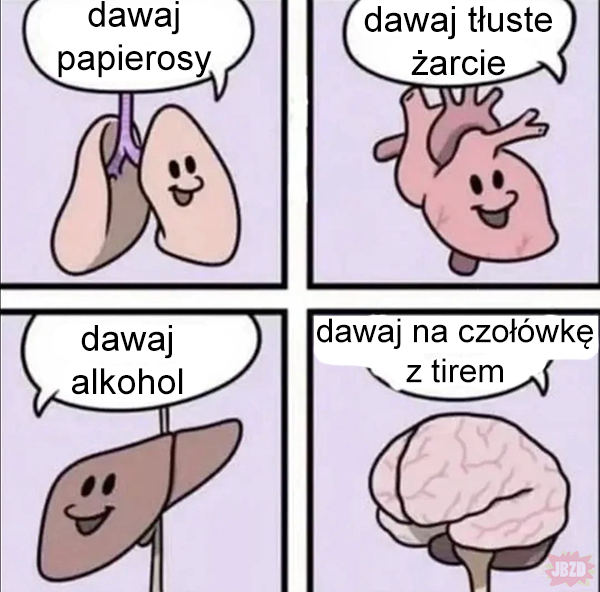 dawaj
papierosy
dawaj tłuste
żarcie
dawaj
alkohol
dawaj na czołówkę
z tirem
JBZD